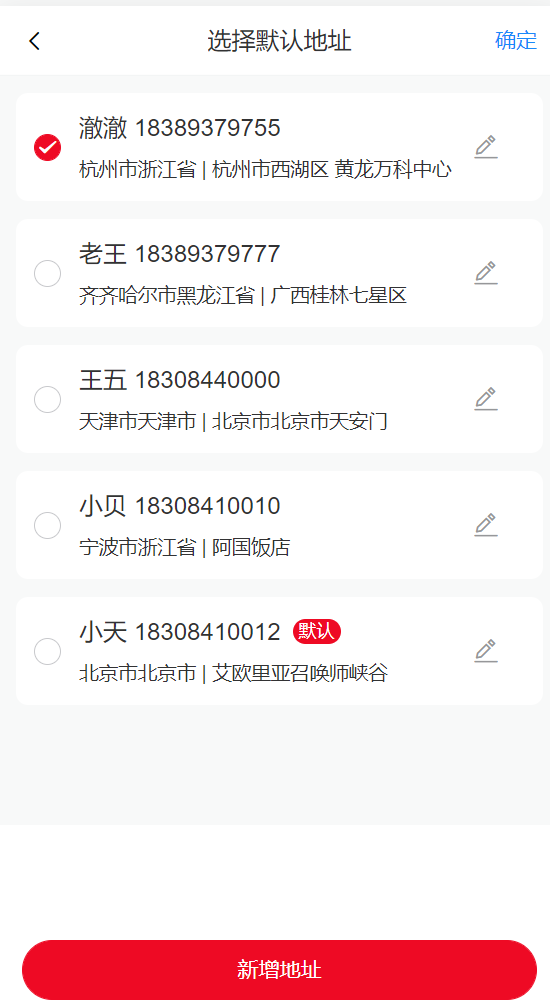 选择默认地址 确定
澈澈 18389379755
杭州市浙江省 | 杭州市西湖区 黄龙万科中心
老王 18389379777
齐齐哈尔市黑龙江省 | 广西桂林七星区
王五 18308440000
天津市天津市 | 北京市北京市天安门
小贝 18308410010
宁波市浙江省 | 阿国饭店
小天 18308410012 默认
北京市北京市 | 艾欧里亚召唤师峡谷
新增地址